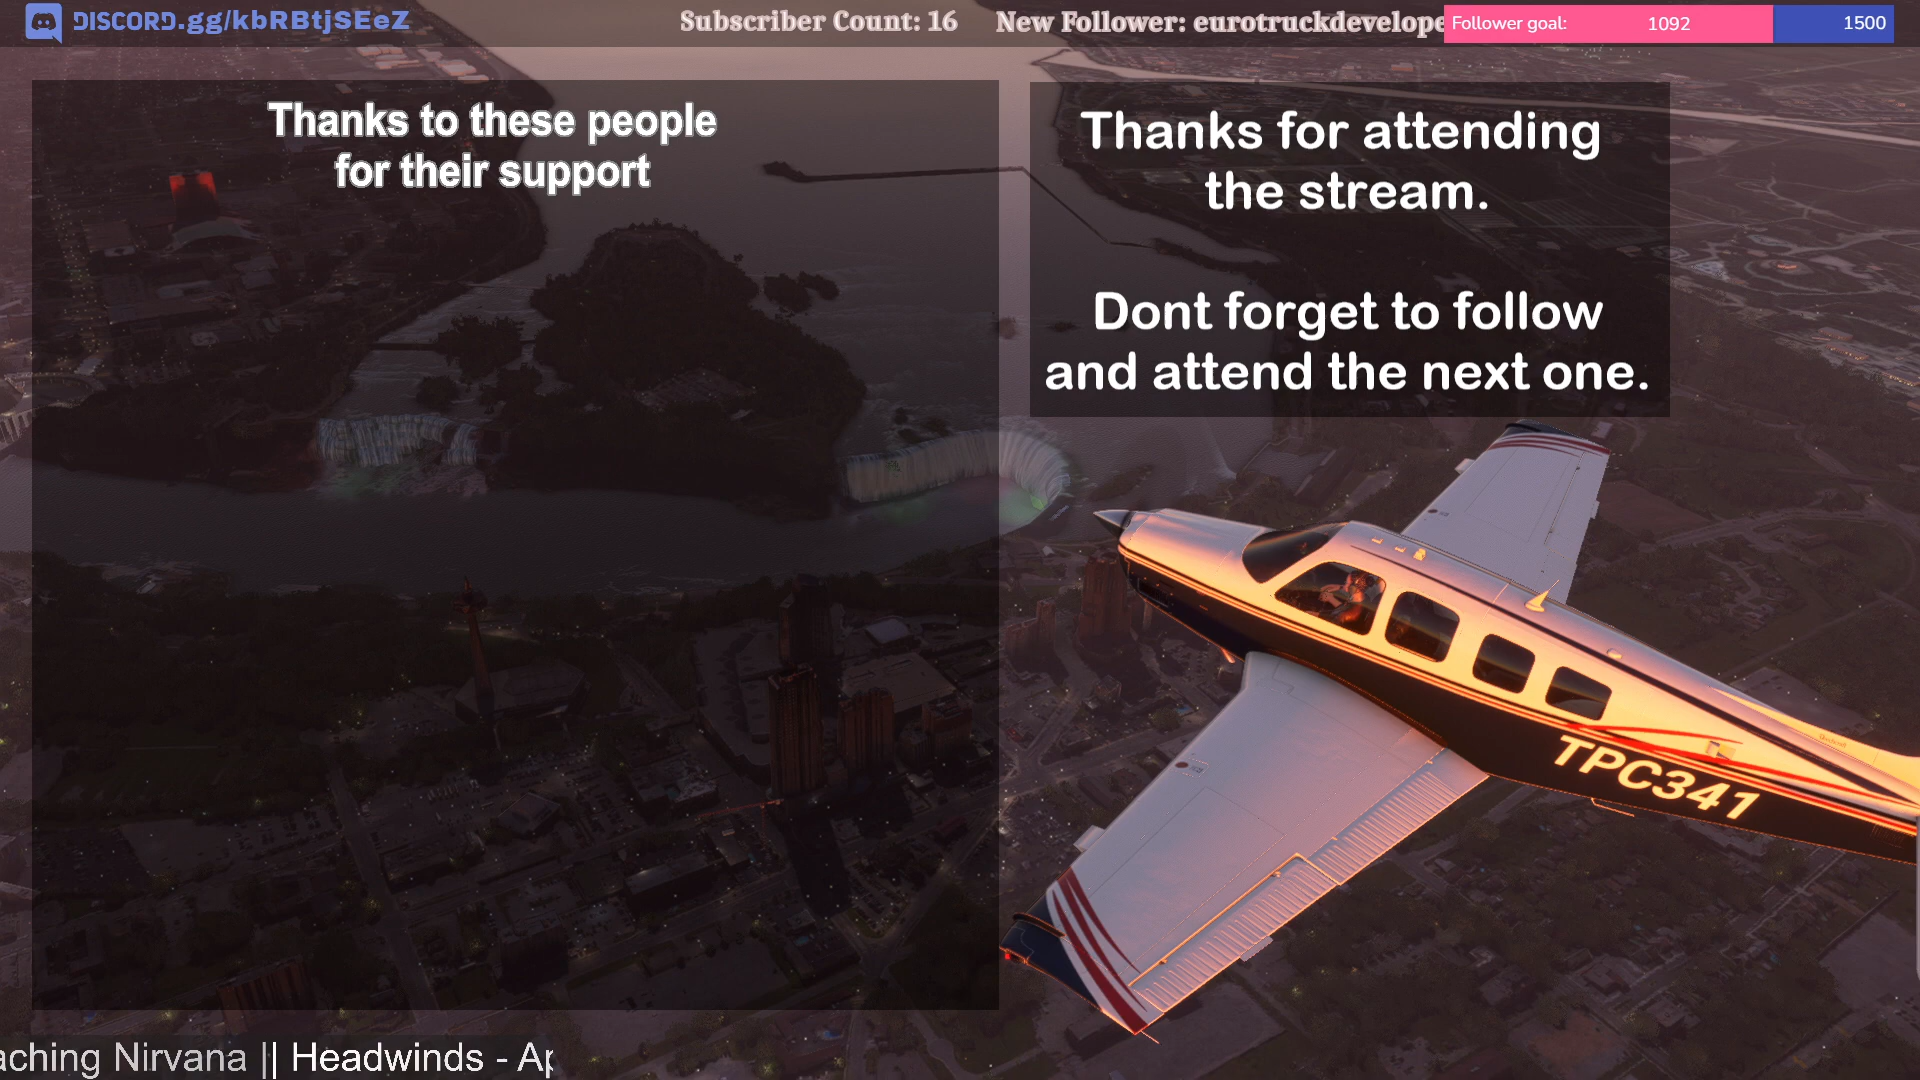 DISCORD.gg/kbRBtjSEeZ
Subscriber Count: 16
New Follower: eurotruckdevelope
Follower goal: 1092 1500
Thanks to these people
for their support
Thanks for attending
the stream.
Dont forget to follow
and attend the next one.
TPC341
aching Nirvana || Headwinds - Ap